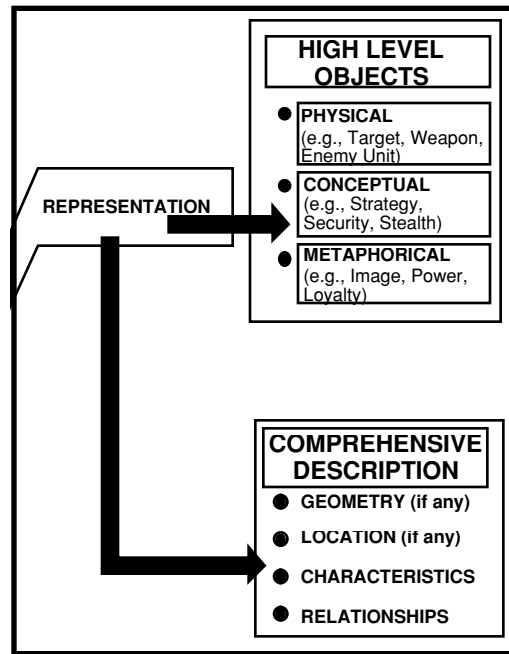 HIGH LEVEL
OBJECTS
PHYSICAL
(e.g., Target, Weapon,
Enemy Unit)
CONCEPTUAL
(e.g., Strategy,
Security, Stealth)
METAPHORICAL
(e.g., Image, Power,
Loyalty)
REPRESENTATION
COMPREHENSIVE
DESCRIPTION
GEOMETRY (if any)
LOCATION (if any)
CHARACTERISTICS
RELATIONSHIPS